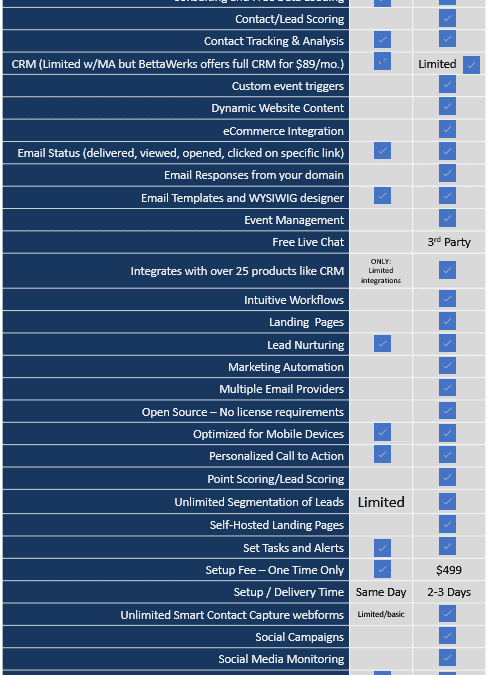 Consulting and Free Data Loading
Contact/Lead Scoring
Contact Tracking & Analysis
CRM (Limited w/MA but BettaWerks offers full CRM for $89/mo.) Limited
Custom event triggers
Dynamic Website Content
eCommerce Integration
Email Status (delivered, viewed, opened, clicked on specific link)
Email Responses from your domain
Email Templates and WYSIWIG designer
Event Management
Free Live Chat 3rd Party
ONLY:
Integrates with over 25 products like CRM Limited
integrations
Intuitive Workflows
Landing Pages
Lead Nurturing
Marketing Automation
Multiple Email Providers
Open Source – No license requirements
Optimized for Mobile Devices
Personalized Call to Action
Point Scoring/Lead Scoring
Unlimited Segmentation of Leads Limited
Self-Hosted Landing Pages
Set Tasks and Alerts
Setup Fee – One Time Only $499
Setup / Delivery Time Same Day 2-3 Days
Unlimited Smart Contact Capture webforms Limited/basic
Social Campaigns
Social Media Monitoring